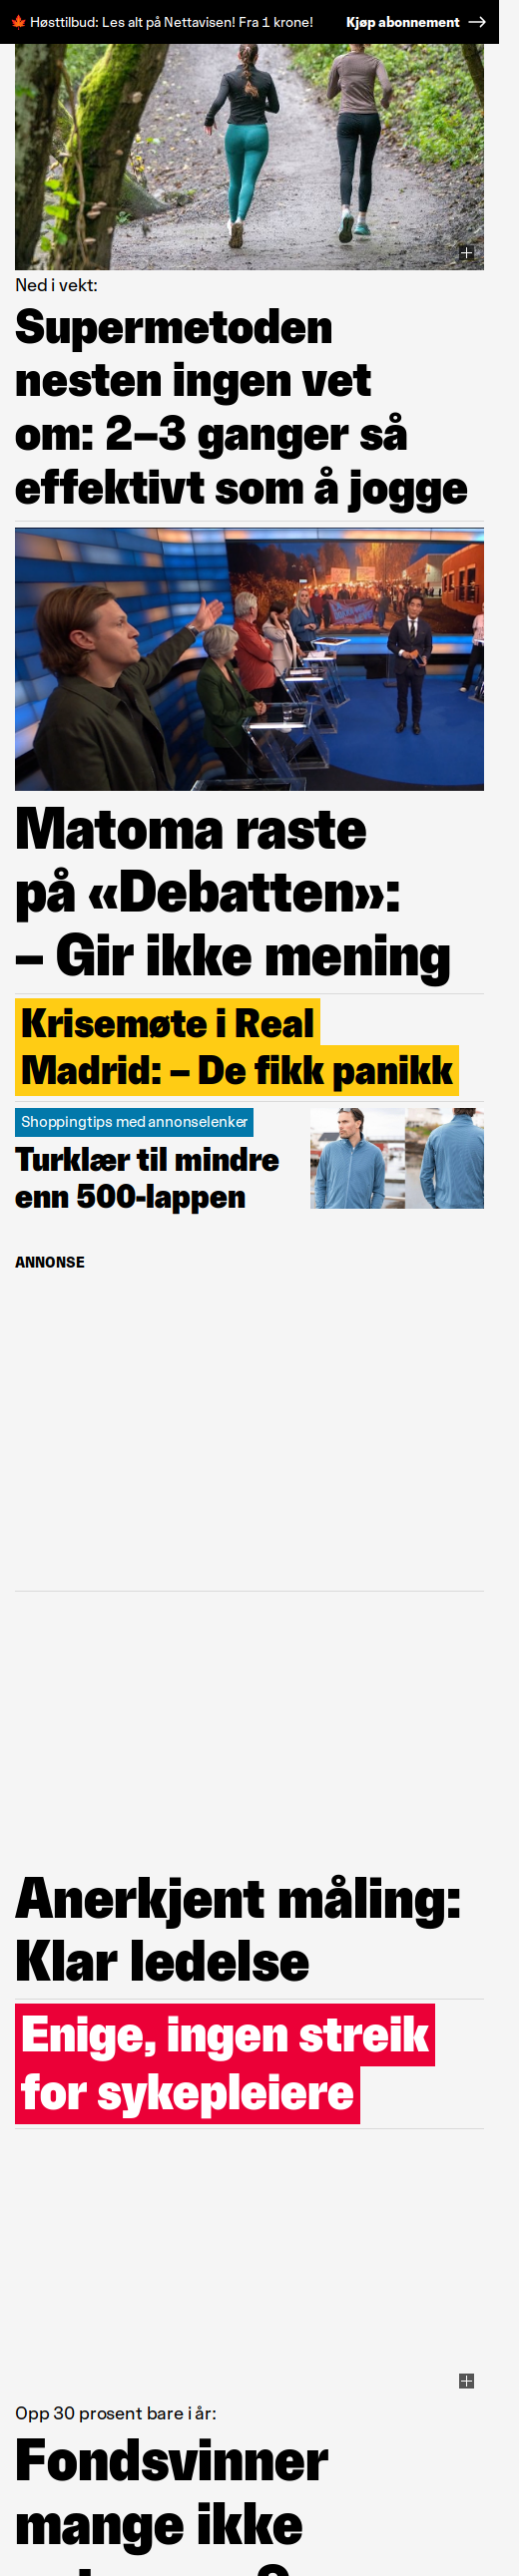 🍁 Høsttilbud: Les alt på Nettavisen! Fra 1 krone!
Kjøp abonnement →
Ned i vekt:
Supermetoden
nesten ingen vet
om: 2–3 ganger så
effektivt som å jogge
Matoma raste
på «Debatten»:
– Gir ikke mening
Krisemøte i Real
Madrid: – De fikk panikk
Shoppingtips med annonselenker
Turklær til mindre
enn 500-lappen
ANNONSE
Anerkjent måling:
Klar ledelse
Enige, ingen streik
for sykepleiere
Opp 30 prosent bare i år:
Fondsvinner
mange ikke